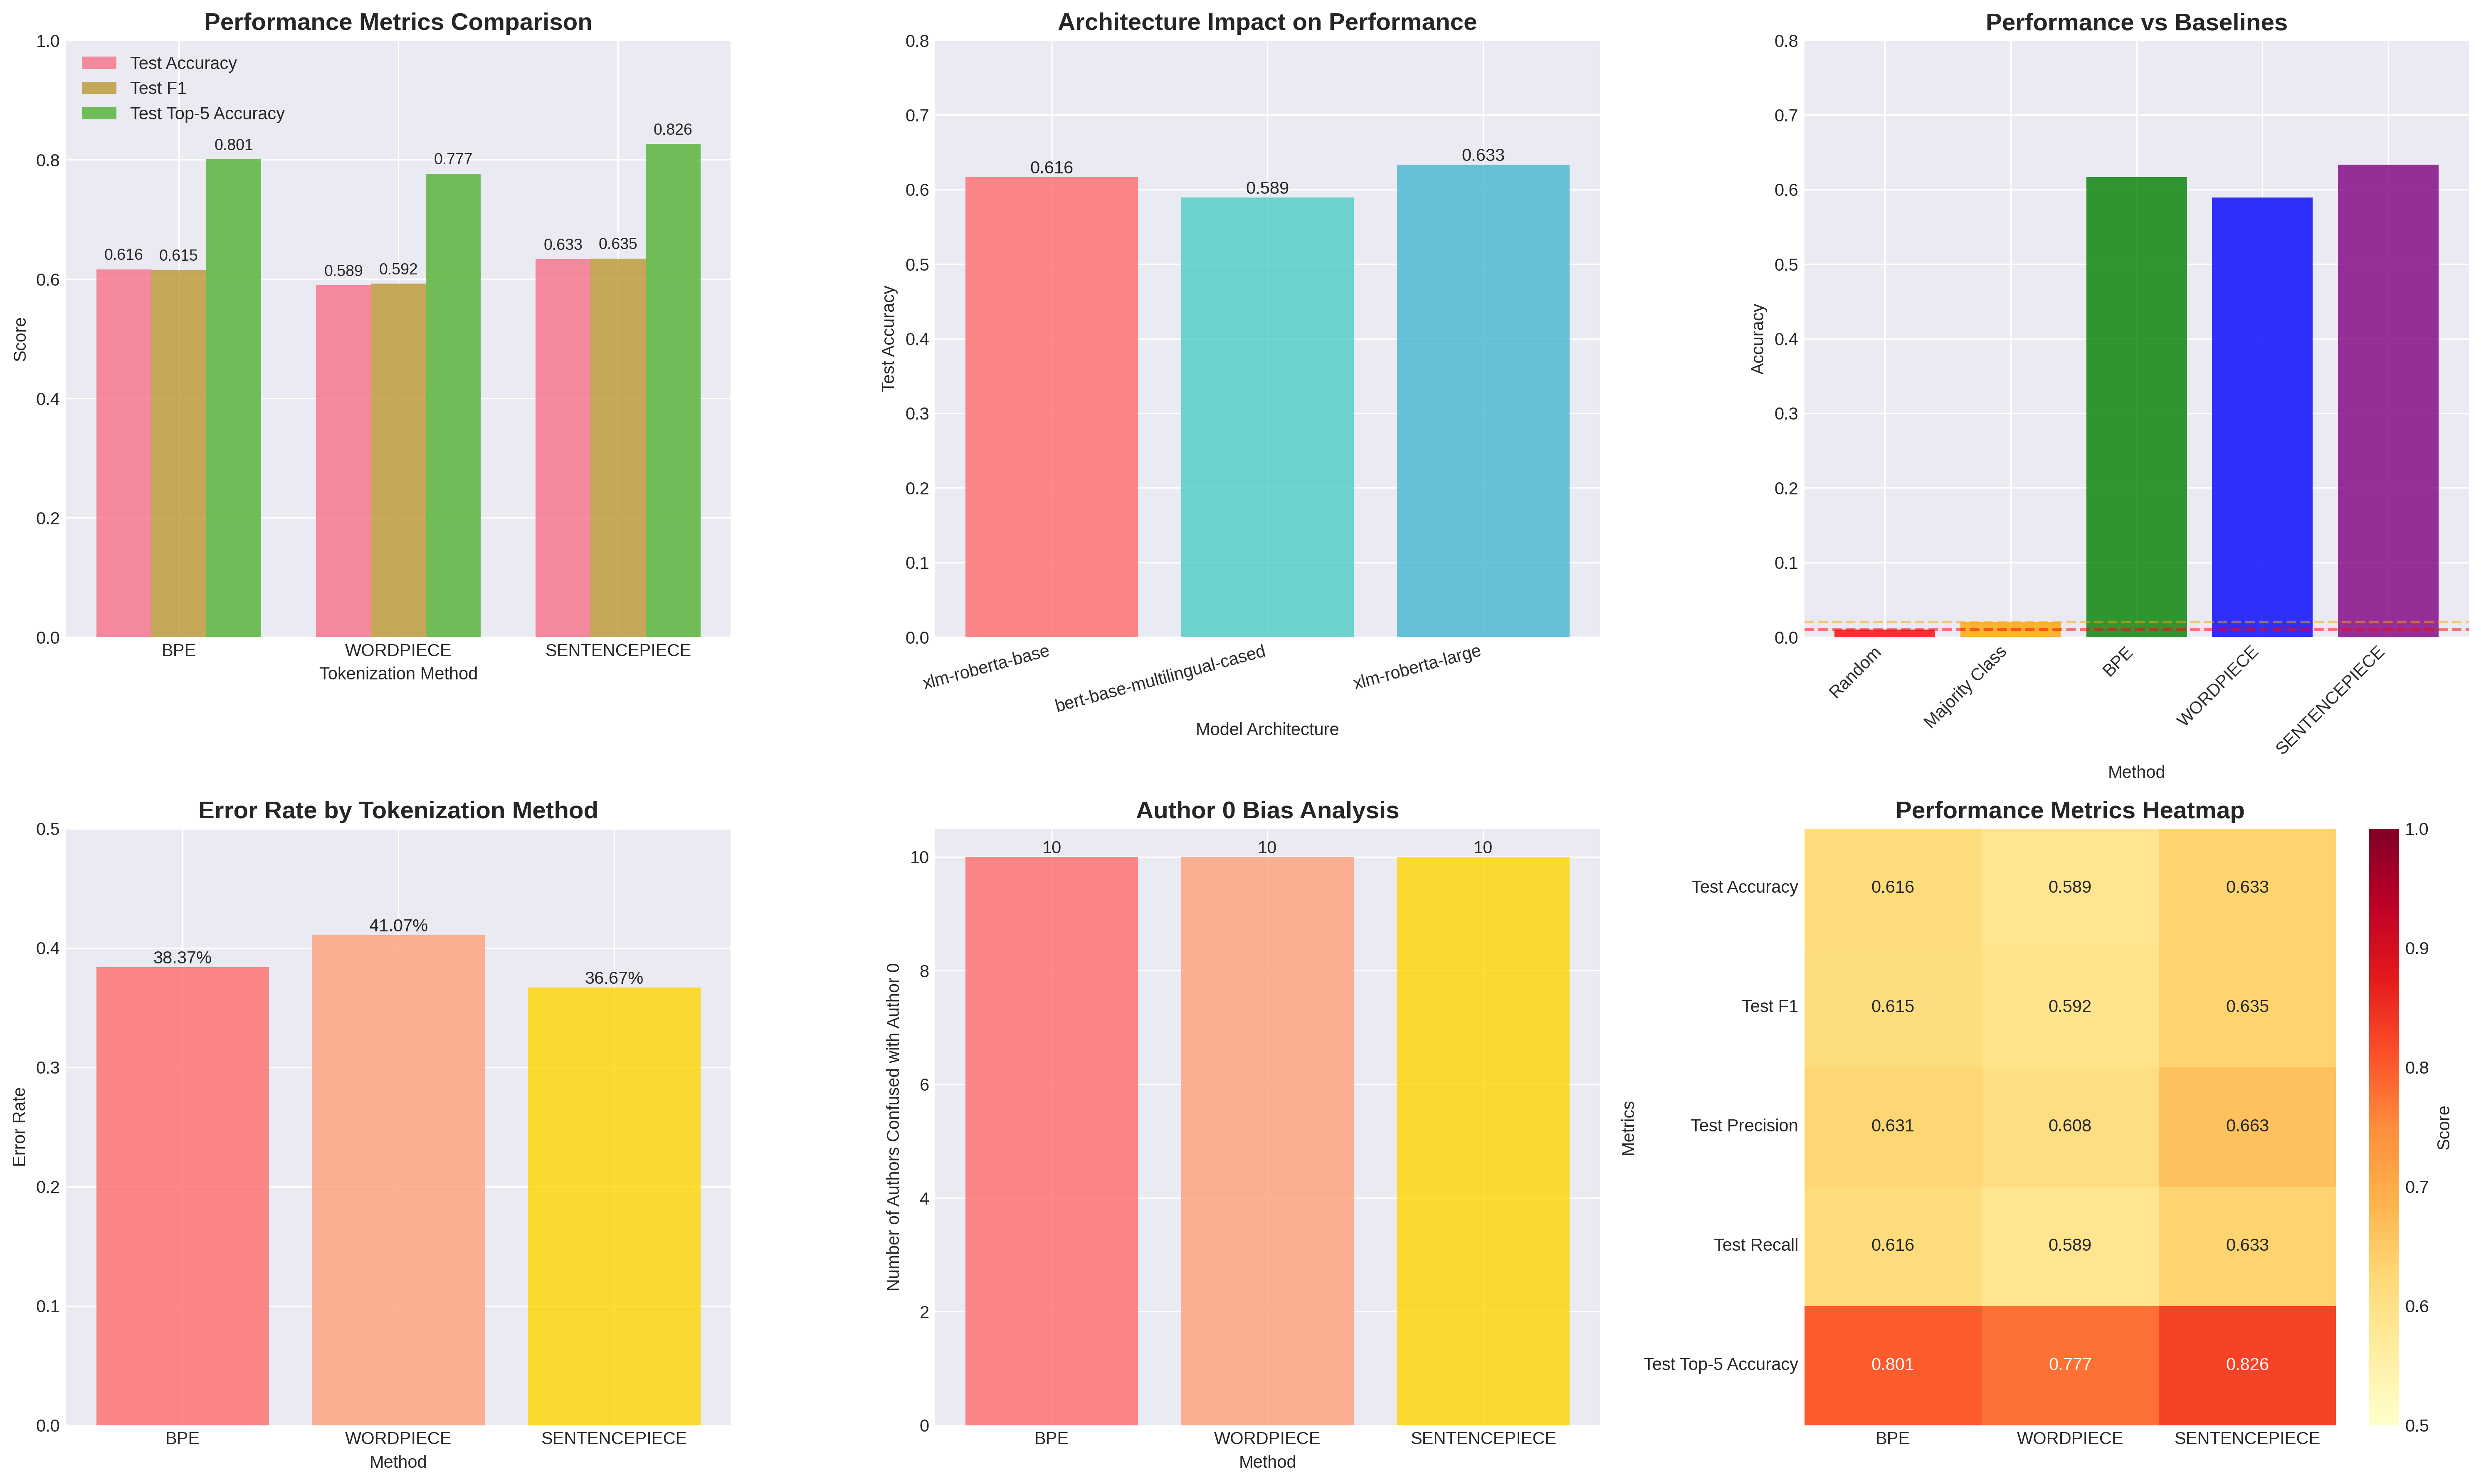 Performance Metrics Comparison
Test Accuracy
Test F1
Test Top-5 Accuracy
1.0
0.8
0.6
0.4
0.2
0.0
Score
0.616
0.615
0.801
0.589
0.592
0.777
0.633
0.635
0.826
BPE
WORDPIECE
SENTENCEPIECE
Tokenization Method
Architecture Impact on Performance
0.8
0.7
0.6
0.5
0.4
0.3
0.2
0.1
0.0
Test Accuracy
0.616
0.589
0.633
xlm-roberta-base
bert-base-multilingual-cased
xlm-roberta-large
Model Architecture
Performance vs Baselines
0.8
0.7
0.6
0.5
0.4
0.3
0.2
0.1
0.0
Accuracy
Random
Majority Class
BPE
WORDPIECE
SENTENCEPIECE
Method
Error Rate by Tokenization Method
0.5
0.4
0.3
0.2
0.1
0.0
Error Rate
38.37%
41.07%
36.67%
BPE
WORDPIECE
SENTENCEPIECE
Method
Author 0 Bias Analysis
10
8
6
4
2
0
Number of Authors Confused with Author 0
10
10
10
BPE
WORDPIECE
SENTENCEPIECE
Method
Performance Metrics Heatmap
Metrics
Test Accuracy
0.616
0.589
0.633
Test F1
0.615
0.592
0.635
Test Precision
0.631
0.608
0.663
Test Recall
0.616
0.589
0.633
Test Top-5 Accuracy
0.801
0.777
0.826
BPE
WORDPIECE
SENTENCEPIECE
1.0
0.9
0.8
0.7
0.6
0.5
Score